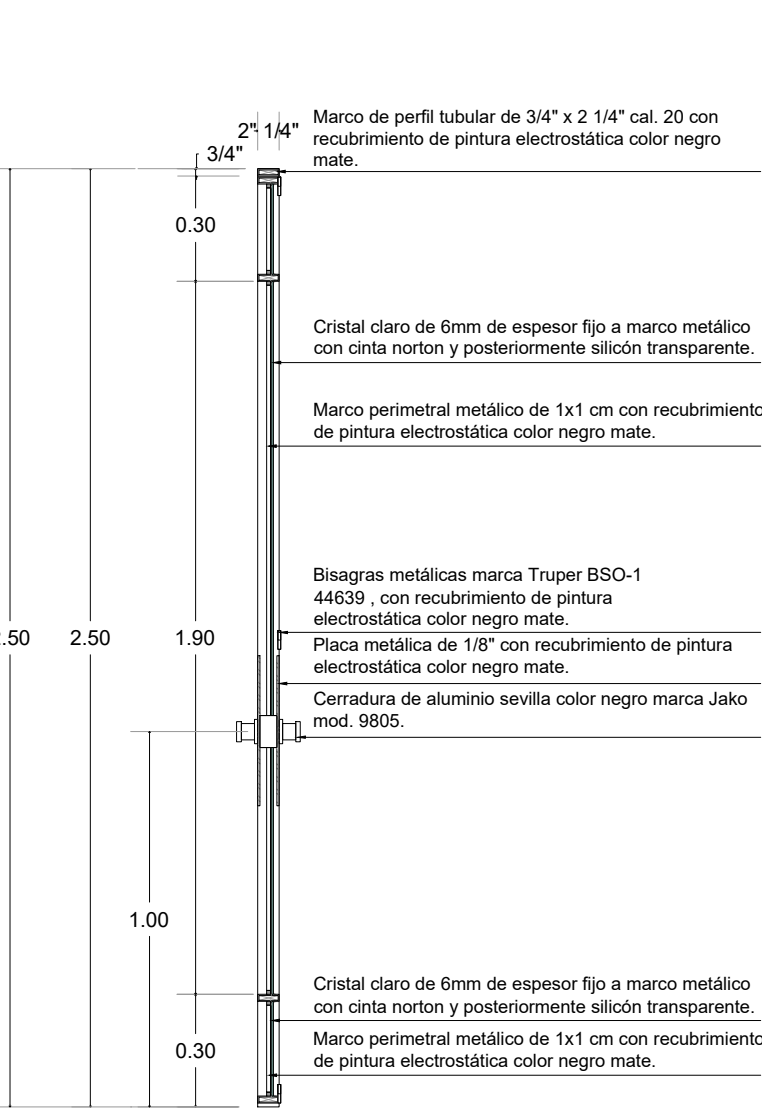 Marco de perfil tubular de 3/4" x 2 1/4" cal. 20 con
recubrimiento de pintura electrostática color negro
mate.
2" 1/4"
3/4"
0.30
Cristal claro de 6mm de espesor fijo a marco metálico
con cinta norton y posteriormente silicón transparente.
Marco perimetral metálico de 1x1 cm con recubrimiento
de pintura electrostática color negro mate.
Bisagras metálicas marca Truper BSO-1
44639 , con recubrimiento de pintura
electrostática color negro mate.
.50 2.50 1.90
Placa metálica de 1/8" con recubrimiento de pintura
electrostática color negro mate.
Cerradura de aluminio sevilla color negro marca Jako
mod. 9805.
1.00
Cristal claro de 6mm de espesor fijo a marco metálico
con cinta norton y posteriormente silicón transparente.
Marco perimetral metálico de 1x1 cm con recubrimiento
de pintura electrostática color negro mate.
0.30